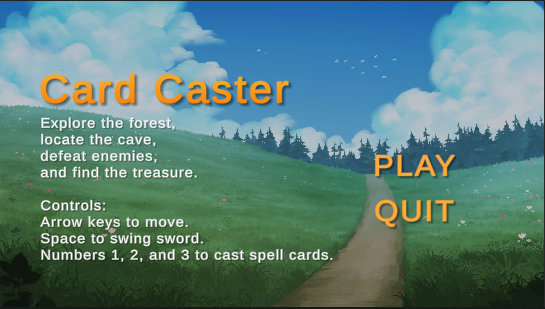 Card Caster
Explore the forest,
locate the cave,
defeat enemies,
and find the treasure.
Controls:
Arrow keys to move.
Space to swing sword.
Numbers 1, 2, and 3 to cast spell cards.
PLAY
QUIT